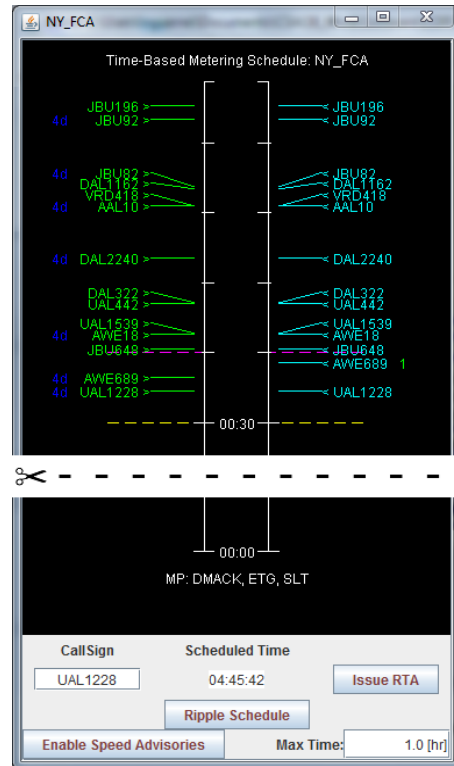 NY_FCA
Time-Based Metering Schedule: NY_FCA
JBU196 > < JBU196
4d JBU92 > < JBU92
4d JBU82 > < JBU82
DAL1162 > < DAL1162
VRD418 > < VRD418
4d AAL10 > < AAL10
4d DAL2240 > < DAL2240
DAL322 > < DAL322
UAL442 > < UAL442
UAL1539 > < UAL1539
4d AWE18 > < AWE18
JBU648 > < JBU648
< AWE689 1
4d AWE689 >
4d UAL1228 > < UAL1228
00:30
00:00
MP: DMACK, ETG, SLT
CallSign Scheduled Time
UAL1228 04:45:42 Issue RTA
Ripple Schedule
Enable Speed Advisories Max Time: 1.0 [hr]